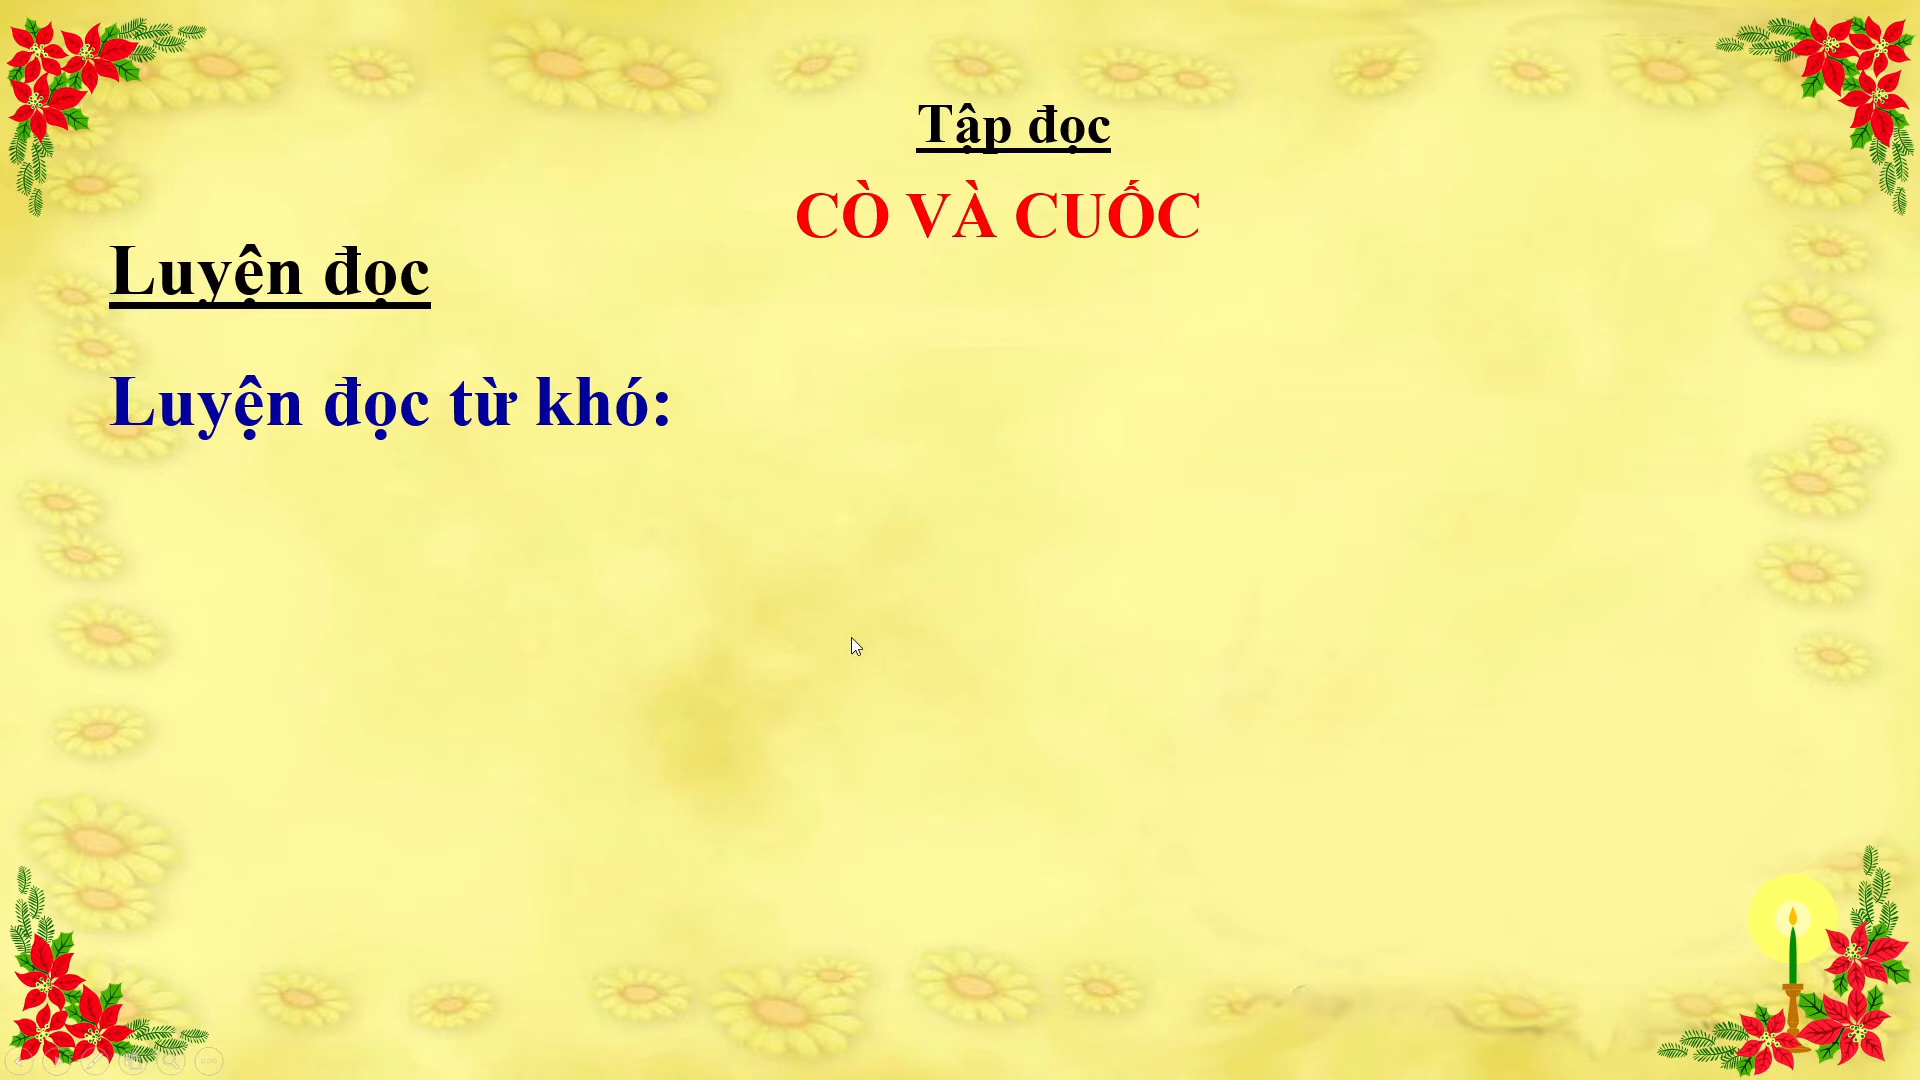 Tập đọc
CÒ VÀ CUỐC
Luyện đọc
Luyện đọc từ khó: